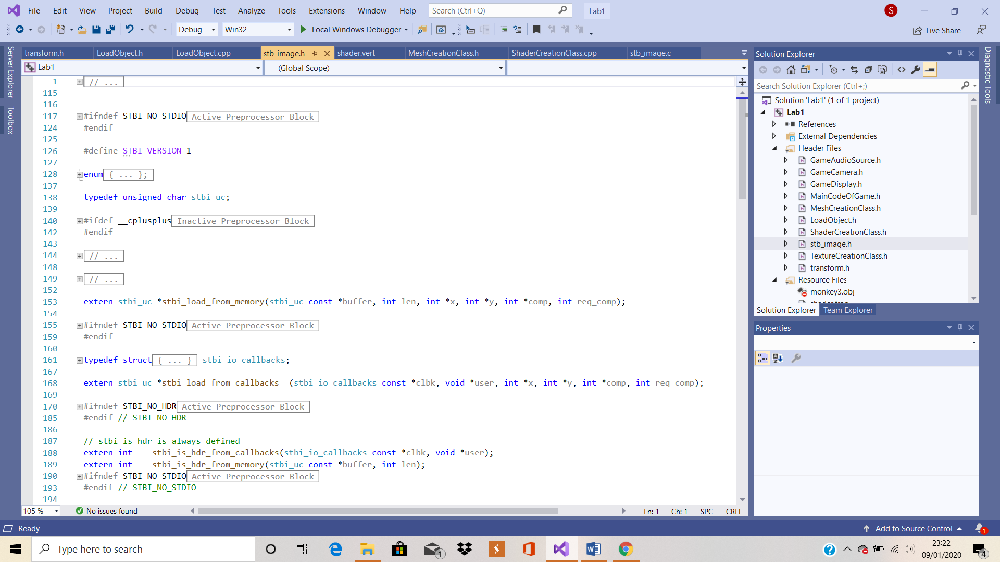 File Edit View Project Build Debug Test Analyze Tools Extensions Window Help Search (Ctrl+Q) Lab1 S
Debug Win32 Local Windows Debugger Live Share
Server Explorer
Toolbox
transform.h LoadObject.h LoadObject.cpp stb_image.h shader.vert MeshCreationClass.h ShaderCreationClass.cpp stb_image.c
Lab1 (Global Scope)
1 // ...
115
116
117 #ifndef STBI_NO_STDIO Active Preprocessor Block
124 #endif
125
126 #define STBI_VERSION 1
127
128 enum { ... };
137
138 typedef unsigned char stbi_uc;
139
140 #ifdef __cplusplus Inactive Preprocessor Block
142 #endif
143
144 // ...
148
149 // ...
152
153 extern stbi_uc *stbi_load_from_memory(stbi_uc const *buffer, int len, int *x, int *y, int *comp, int req_comp);
154
155 #ifndef STBI_NO_STDIO Active Preprocessor Block
159 #endif
160
161 typedef struct { ... } stbi_io_callbacks;
167
168 extern stbi_uc *stbi_load_from_callbacks  (stbi_io_callbacks const *clbk, void *user, int *x, int *y, int *comp, int req_comp);
169
170 #ifndef STBI_NO_HDR Active Preprocessor Block
185 #endif // STBI_NO_HDR
186
187 // stbi_is_hdr is always defined
188 extern int    stbi_is_hdr_from_callbacks(stbi_io_callbacks const *clbk, void *user);
189 extern int    stbi_is_hdr_from_memory(stbi_uc const *buffer, int len);
190 #ifndef STBI_NO_STDIO Active Preprocessor Block
193 #endif // STBI_NO_STDIO
194
105 % No issues found Ln: 1 Ch: 1 SPC CRLF
Solution Explorer
Search Solution Explorer (Ctrl+;)
Solution 'Lab1' (1 of 1 project)
Lab1
References
External Dependencies
Header Files
GameAudioSource.h
GameCamera.h
GameDisplay.h
MainCodeOfGame.h
MeshCreationClass.h
LoadObject.h
ShaderCreationClass.h
stb_image.h
TextureCreationClass.h
transform.h
Resource Files
monkey3.obj
shader.frag
Solution Explorer Team Explorer
Properties
Diagnostic Tools
Ready Add to Source Control 1
Type here to search 1 23:22
09/01/2020 4